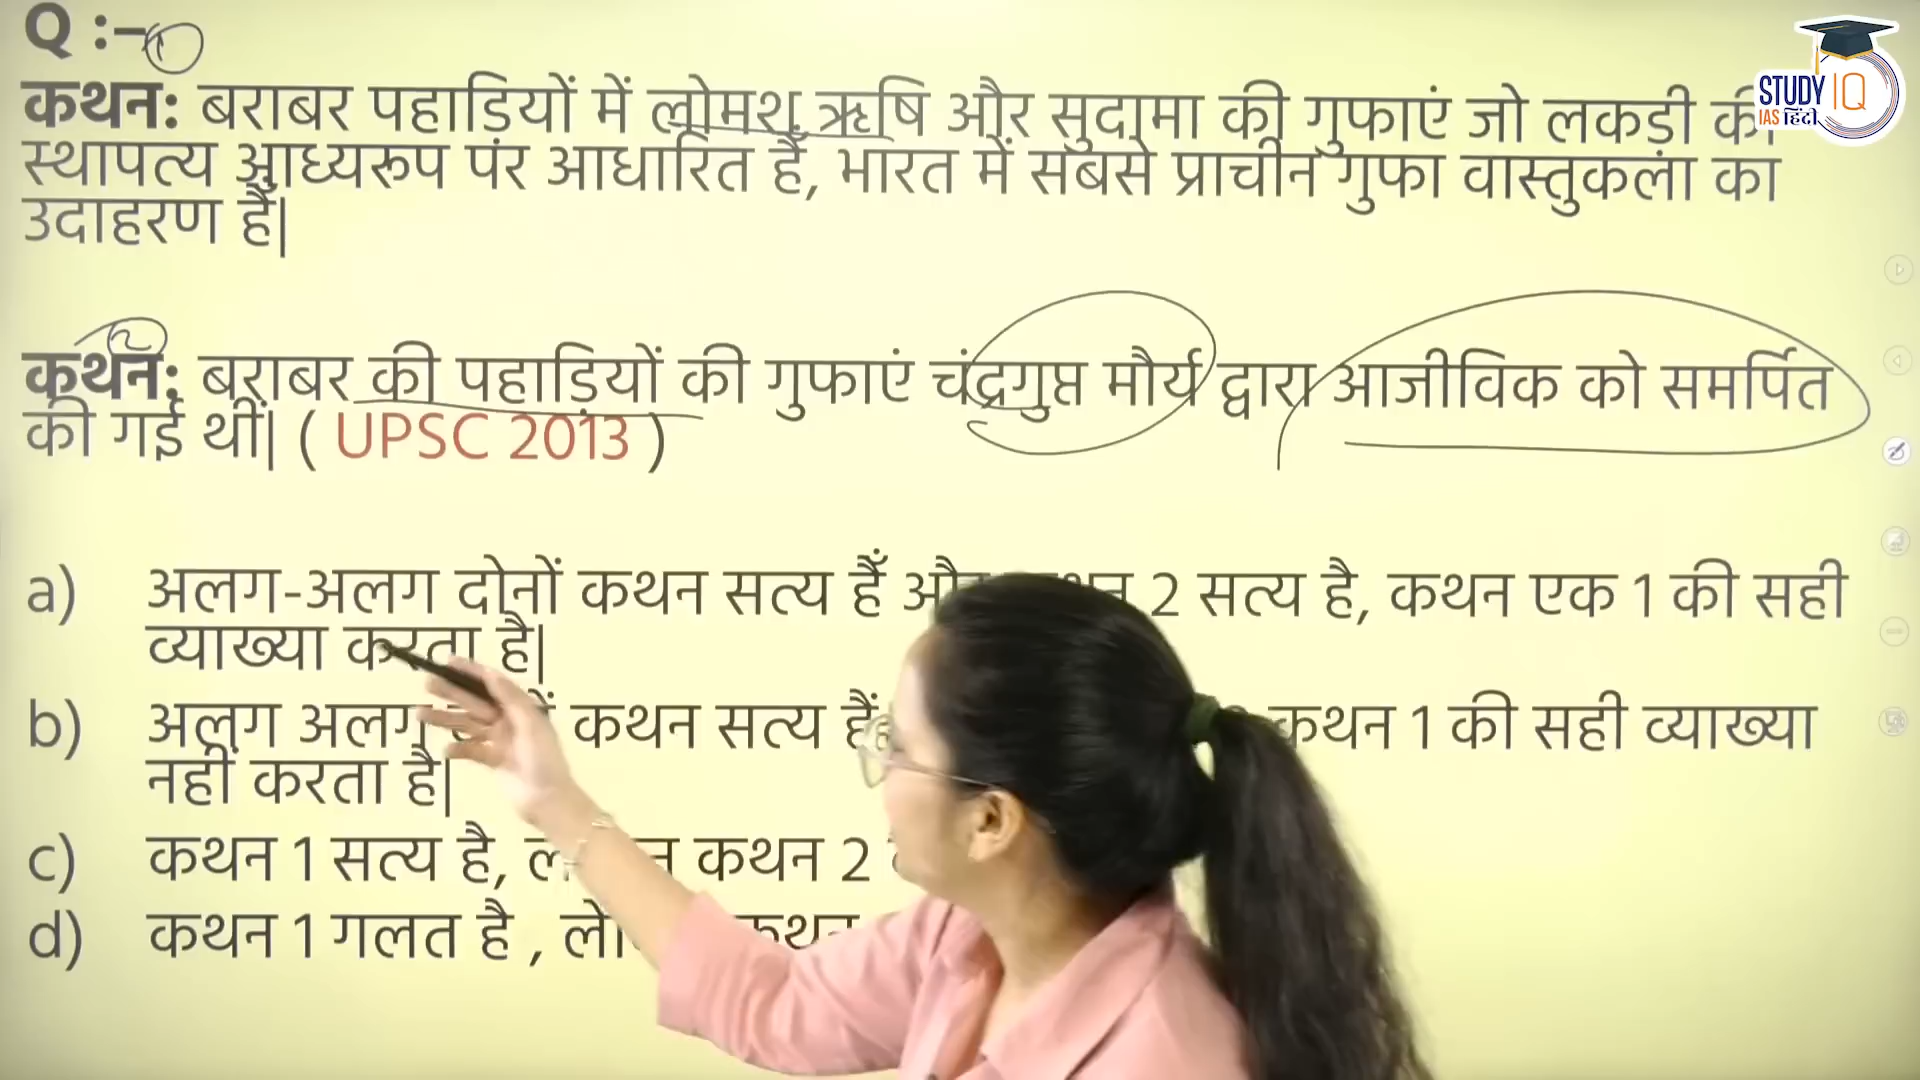 Q :-
STUDY IQ
IAS हिंदी
कथन: बराबर पहाड़ियों में लोमश ऋषि और सुदामा की गुफाएं जो लकड़ी की
स्थापत्य आध्यरूप पर आधारित है, भारत में सबसे प्राचीन गुफा वास्तुकला का
उदाहरण हैं|
2
कथन: बराबर की पहाड़ियों की गुफाएं चंद्रगुप्त मौर्य द्वारा आजीविक को समर्पित
की गई थीं| ( UPSC 2013 )
a) अलग-अलग दोनों कथन सत्य हैँ और 2 सत्य है, कथन एक 1 की सही
व्याख्या करता है|
b) अलग अलग कथन सत्य हैं कथन 1 की सही व्याख्या
नहीं करता है|
c) कथन 1 सत्य है, कथन 2
d) कथन 1 गलत है ,